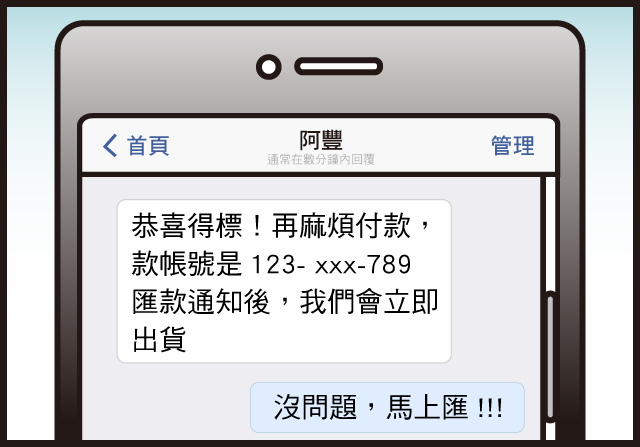 首頁
阿豐
管理
通常在數分鐘內回覆
恭喜得標！再麻煩付款，
款帳號是 123- xxx-789
匯款通知後，我們會立即
出貨
沒問題，馬上匯 !!!